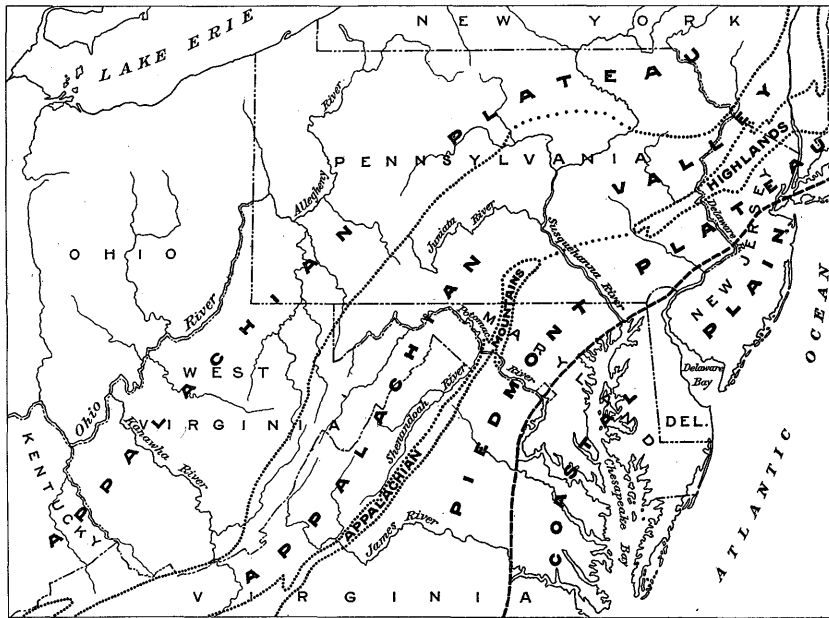 NEW YORK
LAKE ERIE
APPALACHIAN PLATEAU
PENNSYLVANIA
Allegheny River
APPALACHIAN VALLEY
HIGHLANDS
NEW JERSEY
Delaware
Juniata River
Susquehanna River
OHIO
Ohio River
WEST VIRGINIA
Kanawha River
KENTUCKY
MARYLAND
Potomac River
Shenandoah River
APPALACHIAN MOUNTAINS
PIEDMONT PLATEAU
COASTAL PLAIN
Delaware Bay
DEL.
Chesapeake Bay
James River
VIRGINIA
ATLANTIC OCEAN